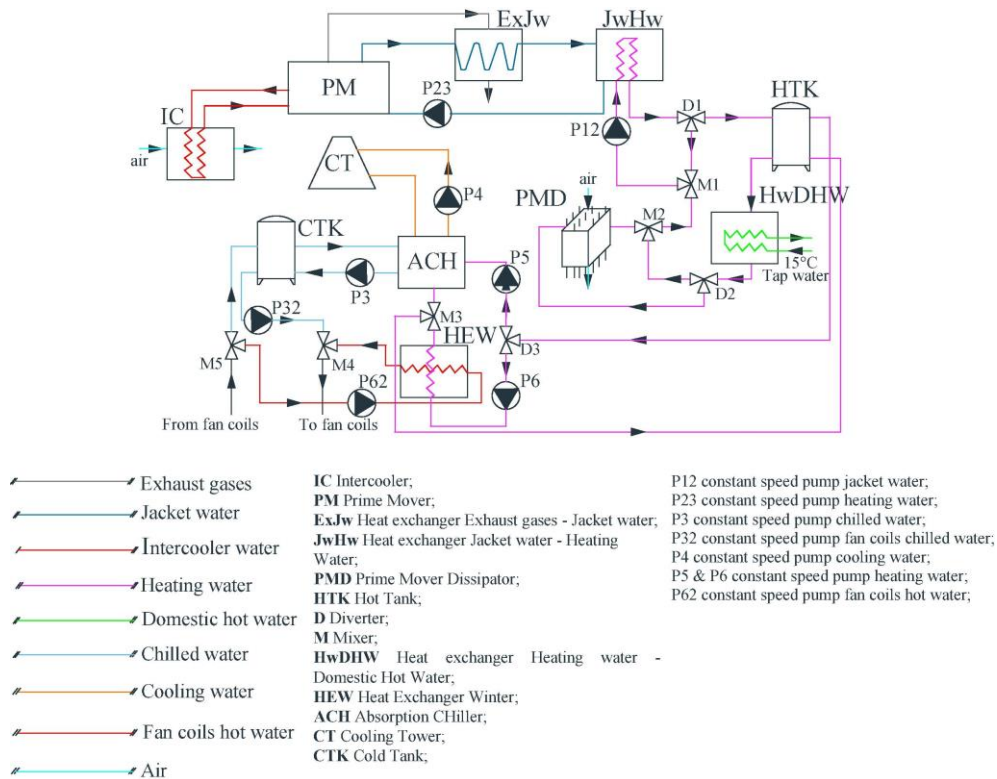 ExJw
JwHw
PM
P23
HTK
D1
IC
P12
air
CT
M1
P4
air
PMD
HwDHW
M2
CTK
ACH
P5
15°C
Tap water
P3
D2
P32
M3
HEW
D3
M5
M4
P62
P6
From fan coils
To fan coils
Exhaust gases
Jacket water
Intercooler water
Heating water
Domestic hot water
Chilled water
Cooling water
Fan coils hot water
Air
IC Intercooler;
PM Prime Mover;
ExJw Heat exchanger Exhaust gases - Jacket water;
JwHw Heat exchanger Jacket water - Heating
Water;
PMD Prime Mover Dissipator;
HTK Hot Tank;
D Diverter;
M Mixer;
HwDHW Heat exchanger Heating water -
Domestic Hot Water;
HEW Heat Exchanger Winter;
ACH Absorption CHiller;
CT Cooling Tower;
CTK Cold Tank;
P12 constant speed pump jacket water;
P23 constant speed pump heating water;
P3 constant speed pump chilled water;
P32 constant speed pump fan coils chilled water;
P4 constant speed pump cooling water;
P5 & P6 constant speed pump heating water;
P62 constant speed pump fan coils hot water;